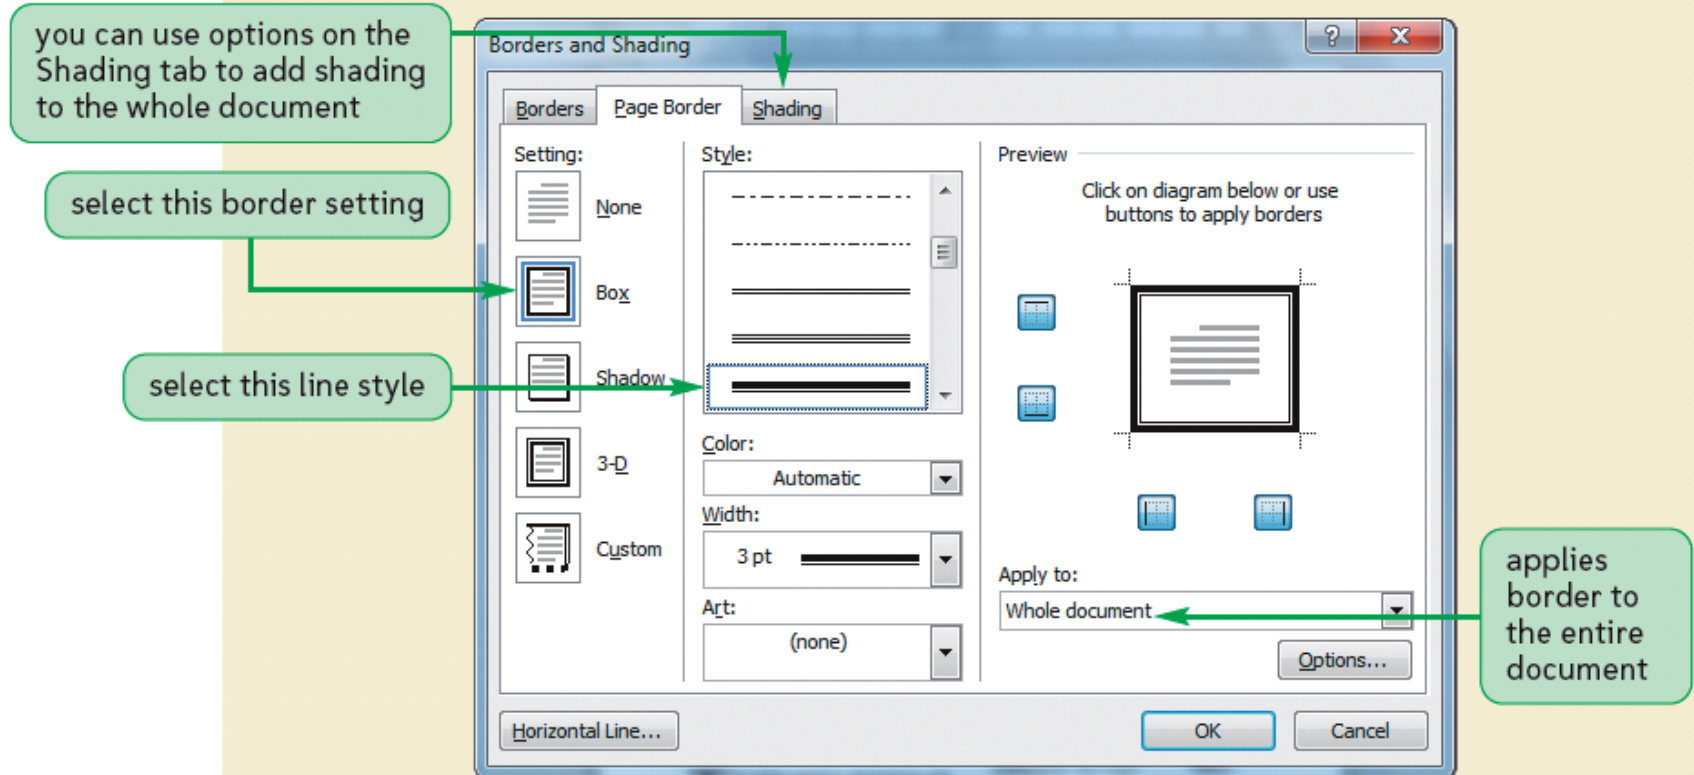 you can use options on the
Shading tab to add shading
to the whole document
select this border setting
select this line style
Borders and Shading
Borders
Page Border
Shading
Setting:
None
Box
Shadow
3-D
Custom
Style:
Color:
Automatic
Width:
3 pt
Art:
(none)
Preview
Click on diagram below or use
buttons to apply borders
Apply to:
Whole document
Options...
Horizontal Line...
OK
Cancel
applies
border to
the entire
document